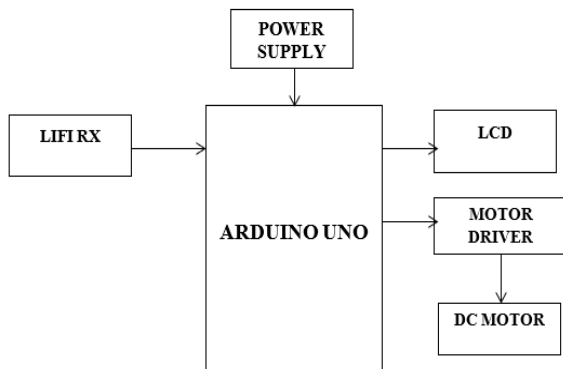 POWER
SUPPLY
LIFI RX
LCD
ARDUINO UNO
MOTOR
DRIVER
DC MOTOR